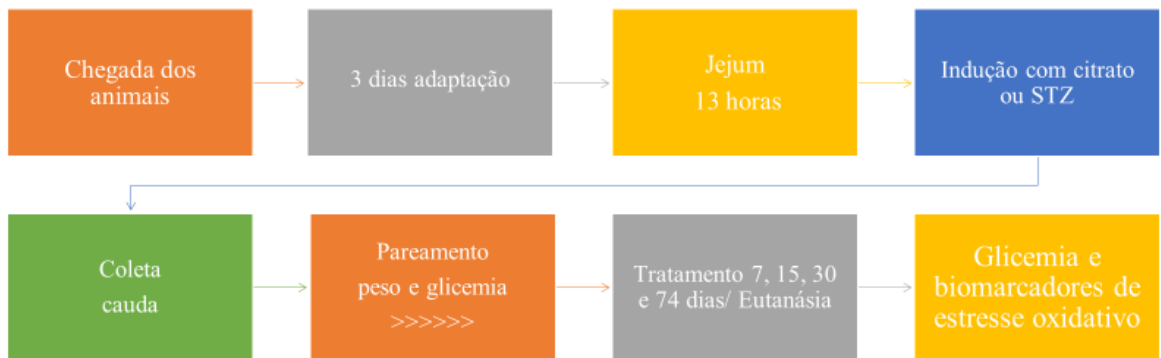 Chegada dos
animais
3 dias adaptação
Jejum
13 horas
Indução com citrato
ou STZ
Coleta
cauda
Pareamento
peso e glicemia
>>>>>>
Tratamento 7, 15, 30
e 74 dias/ Eutanásia
Glicemia e
biomarcadores de
estresse oxidativo